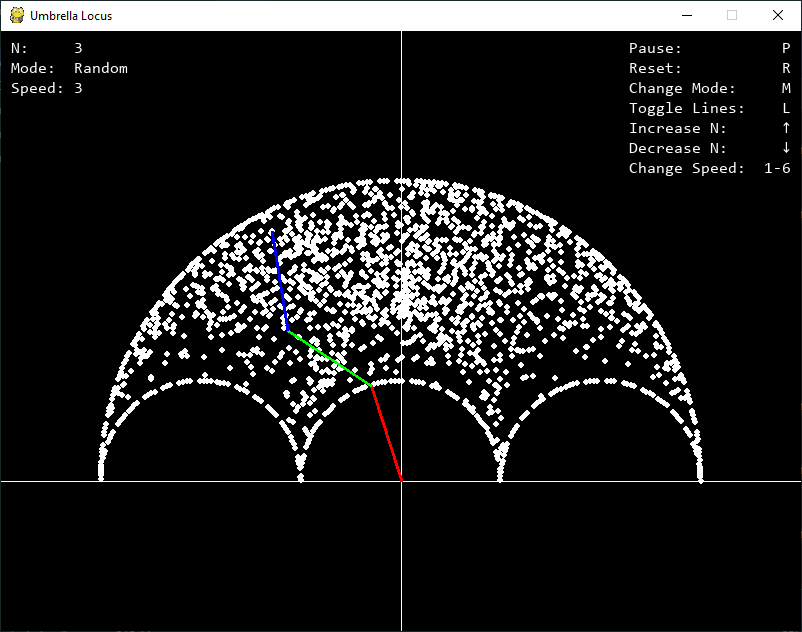 Umbrella Locus
N: 3
Mode: Random
Speed: 3
Pause: P
Reset: R
Change Mode: M
Toggle Lines: L
Increase N: ↑
Decrease N: ↓
Change Speed: 1-6